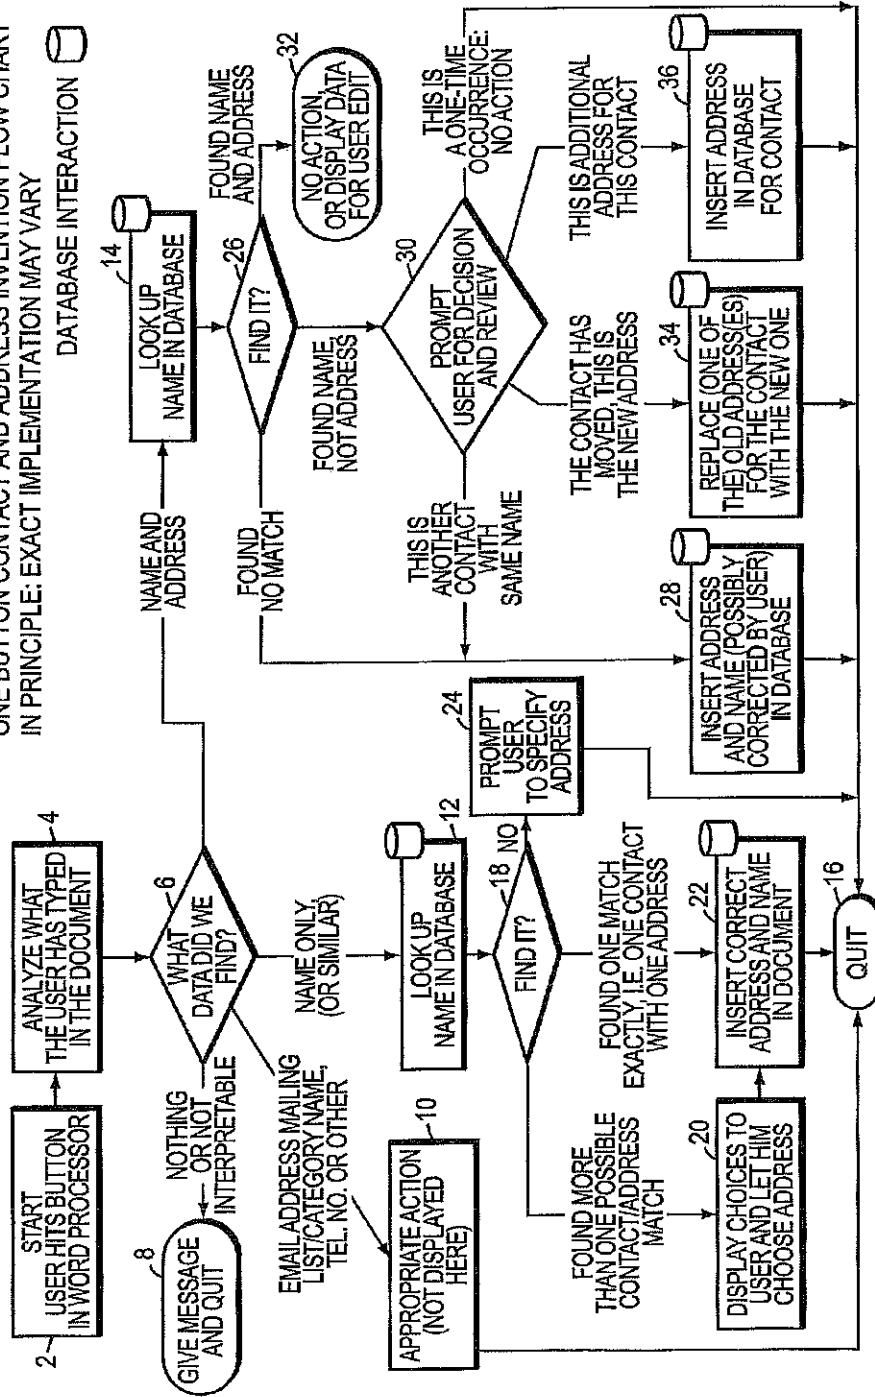 ONE BUTTON CONTACT AND ADDRESS INVENTION FLOW CHART
IN PRINCIPLE: EXACT IMPLEMENTATION MAY VARY
DATABASE INTERACTION
2
START
USER HITS BUTTON
IN WORD PROCESSOR
4
ANALYZE WHAT
THE USER HAS TYPED
IN THE DOCUMENT
6
WHAT
DATA DID WE
FIND?
NOTHING
OR NOT
INTERPRETABLE
8
GIVE MESSAGE
AND QUIT
EMAIL ADDRESS MAILING
LIST/CATEGORY NAME,
TEL. NO. OR OTHER
10
APPROPRIATE ACTION
(NOT DISPLAYED
HERE)
NAME ONLY,
(OR SIMILAR)
12
LOOK UP
NAME IN DATABASE
NAME AND
ADDRESS
14
LOOK UP
NAME IN DATABASE
18
FIND IT?
NO
24
PROMPT
USER
TO SPECIFY
ADDRESS
FOUND MORE
THAN ONE POSSIBLE
CONTACT/ADDRESS
MATCH
FOUND ONE MATCH
EXACTLY, I.E. ONE CONTACT
WITH ONE ADDRESS
20
DISPLAY CHOICES TO
USER AND LET HIM
CHOOSE ADDRESS
22
INSERT CORRECT
ADDRESS AND NAME
IN DOCUMENT
16
QUIT
26
FIND IT?
FOUND NAME
AND ADDRESS
32
NO ACTION,
OR DISPLAY DATA
FOR USER EDIT
FOUND
NO MATCH
FOUND NAME,
NOT ADDRESS
30
PROMPT
USER FOR DECISION
AND REVIEW
THIS IS
ANOTHER
CONTACT
WITH
SAME NAME
THE CONTACT HAS
MOVED, THIS IS
THE NEW ADDRESS
THIS IS ADDITIONAL
ADDRESS FOR
THIS CONTACT
THIS IS
A ONE-TIME
OCCURRENCE:
NO ACTION
28
INSERT ADDRESS
AND NAME (POSSIBLY
CORRECTED BY USER)
IN DATABASE
34
REPLACE (ONE OF
THE) OLD ADDRESS(ES)
FOR THE CONTACT
WITH THE NEW ONE
36
INSERT ADDRESS
IN DATABASE
FOR CONTACT